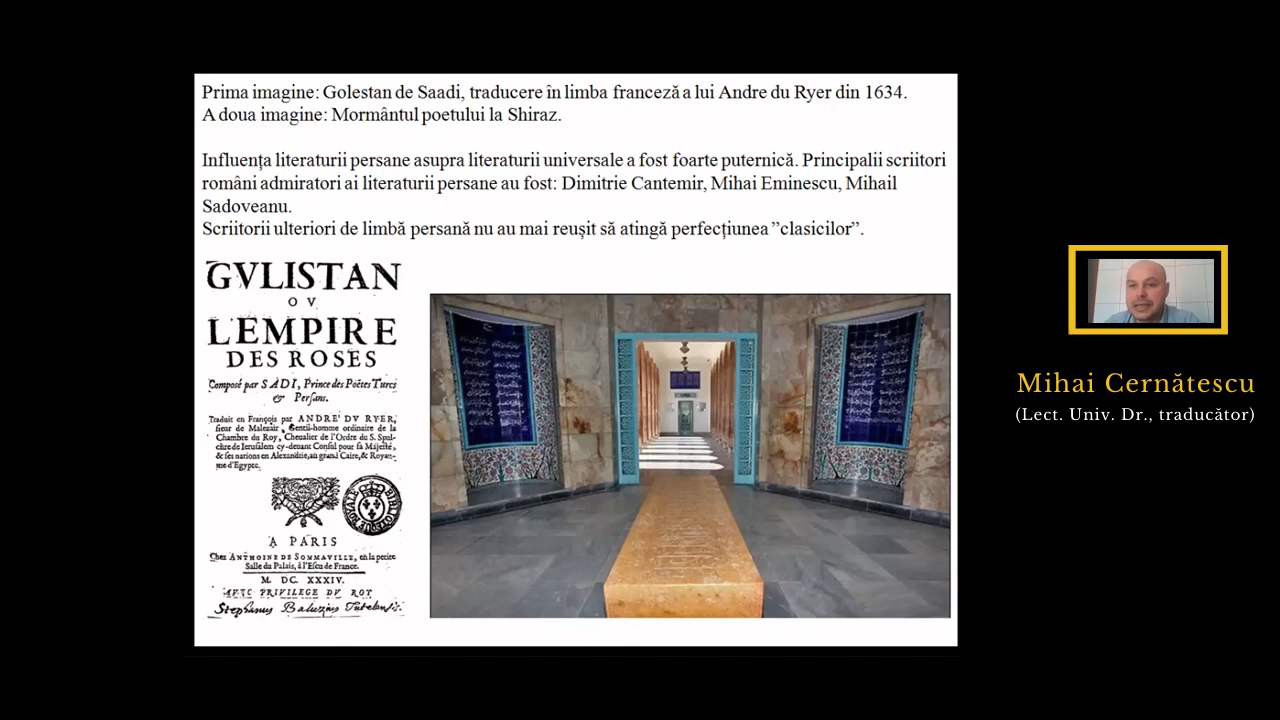 Prima imagine: Golestan de Saadi, traducere în limba franceză a lui Andre du Ryer din 1634.
A doua imagine: Mormântul poetului la Shiraz.
Influența literaturii persane asupra literaturii universale a fost foarte puternică. Principalii scriitori
români admiratori ai literaturii persane au fost: Dimitrie Cantemir, Mihai Eminescu, Mihail
Sadoveanu.
Scriitorii ulteriori de limbă persană nu au mai reușit să atingă perfecțiunea ”clasicilor”.
GVLISTAN
OV
L'EMPIRE
DES ROSES
Composé par SADI, Prince des Poëtes Turcs
& Persans.
Traduit en François par ANDRE' DV RYER,
sieur de Malezair, Gentil-homme ordinaire de la
Chambre du Roy, Cheualier de l'Ordre du S. Sepul-
chre de Ierusalem cy-deuant Consul pour sa Majesté,
& ses nations en Alexandrie, au grand Caire, & Royau-
me d'Egypte.
A PARIS
Chez ANTHOINE DE SOMMAVILLE, en la petite
Salle du Palais, à l'Escu de France.
M. DC. XXXIV.
AVEC PRIVILEGE DV ROY
Stephanus Baluzius Tutelensis.
Mihai Cernătescu
(Lect. Univ. Dr., traducător)